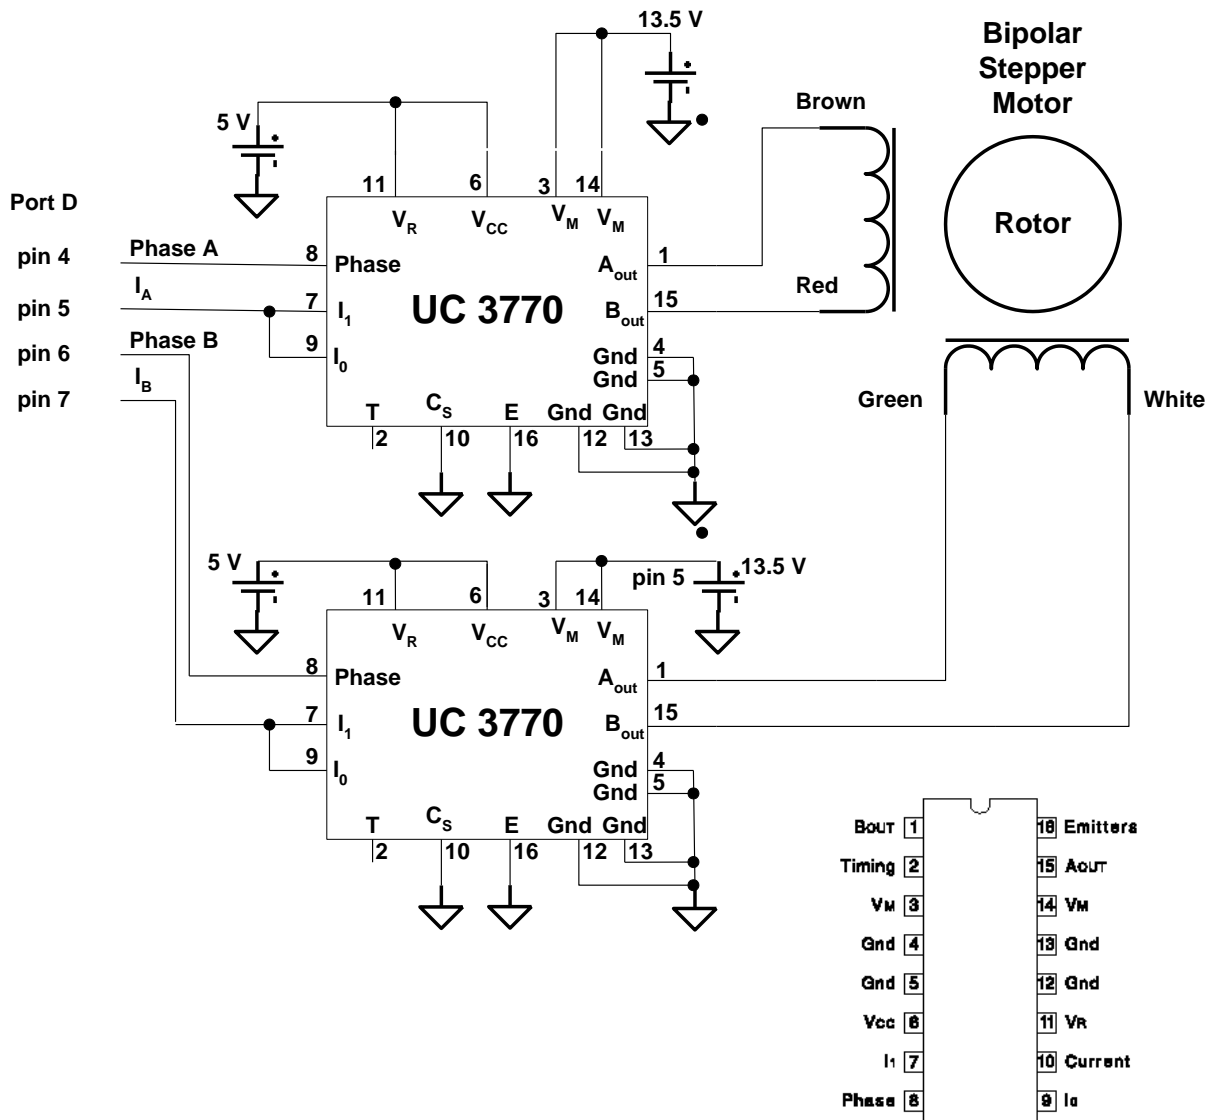 13.5 V
Bipolar
Stepper
Motor
Brown
5 V
11
6
3
14
Port D
V_R
V_CC
V_M
V_M
Rotor
pin 4
Phase A
8
Phase
A_out
1
pin 5
I_A
7
I_1
UC 3770
B_out
15
Red
pin 6
Phase B
9
I_0
Gnd
4
Gnd
5
pin 7
I_B
Green
White
T
C_S
E
Gnd
Gnd
2
10
16
12
13
5 V
pin 5
13.5 V
11
6
3
14
V_R
V_CC
V_M
V_M
8
Phase
A_out
1
7
I_1
UC 3770
B_out
15
9
I_0
Gnd
4
Gnd
5
T
C_S
E
Gnd
Gnd
2
10
16
12
13
BOUT 1
16 Emitters
Timing 2
15 AOUT
VM 3
14 VM
Gnd 4
13 Gnd
Gnd 5
12 Gnd
Vcc 6
11 VR
I1 7
10 Current
Phase 8
9 I0